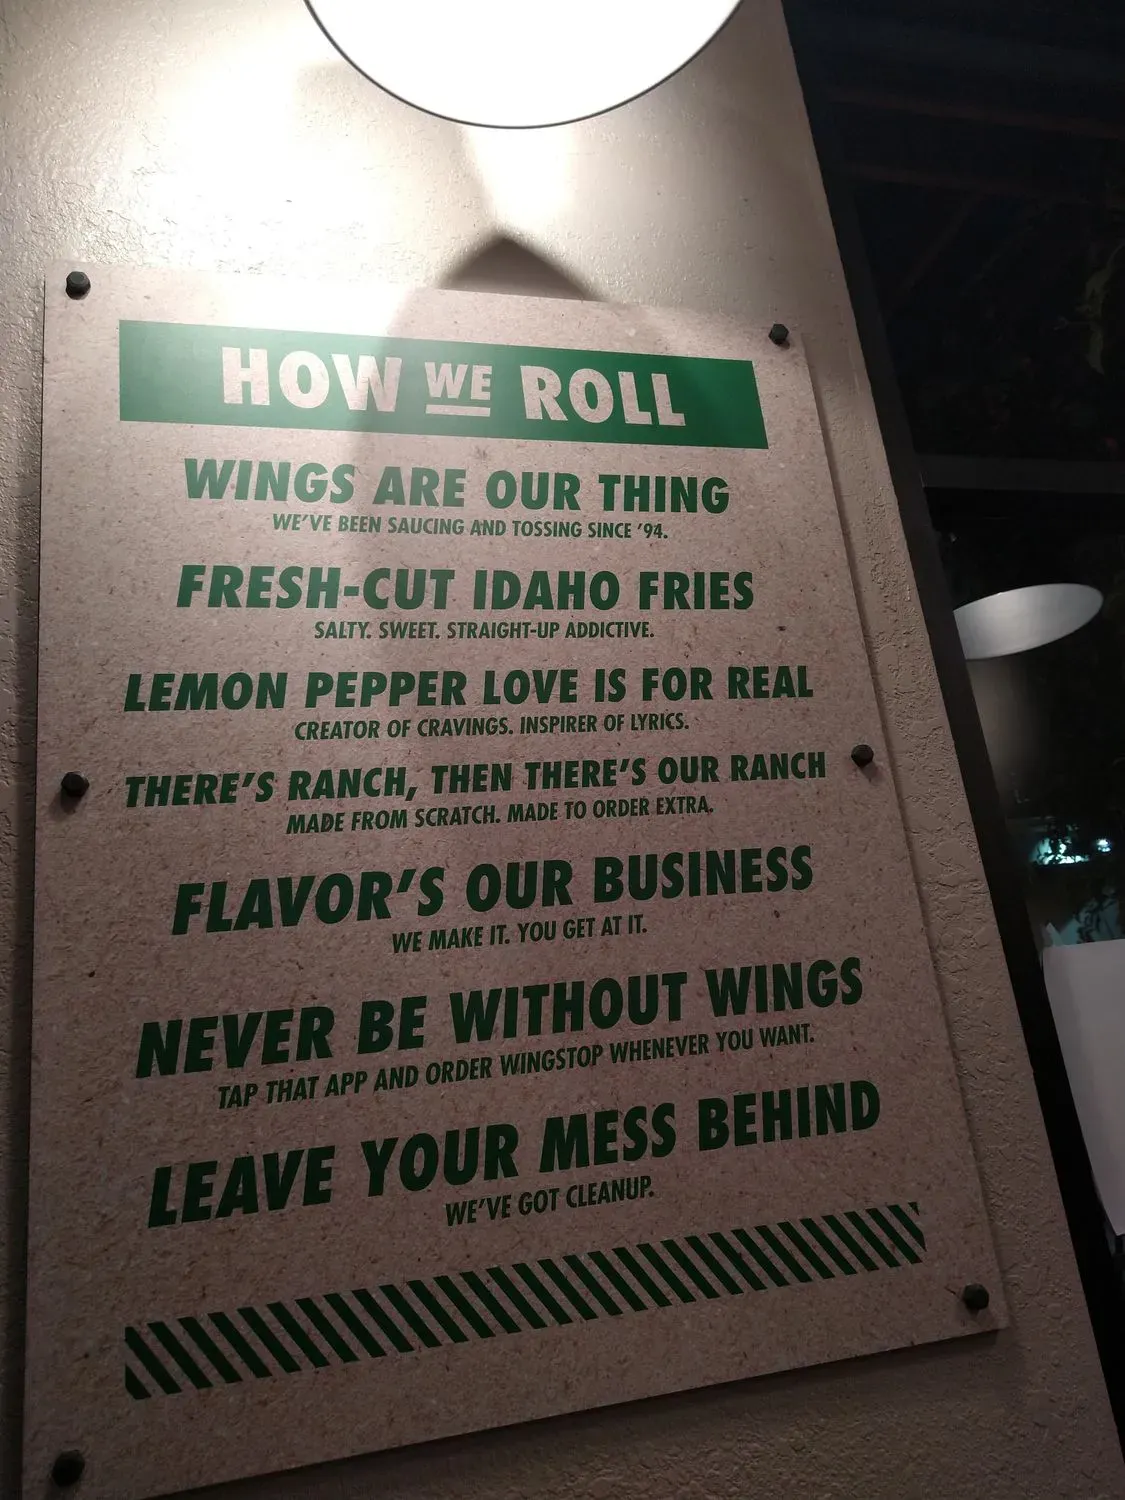 HOW WE ROLL
WINGS ARE OUR THING
WE'VE BEEN SAUCING AND TOSSING SINCE '94.
FRESH-CUT IDAHO FRIES
SALTY. SWEET. STRAIGHT-UP ADDICTIVE.
LEMON PEPPER LOVE IS FOR REAL
CREATOR OF CRAVINGS. INSPIRER OF LYRICS.
THERE'S RANCH, THEN THERE'S OUR RANCH
MADE FROM SCRATCH. MADE TO ORDER EXTRA.
FLAVOR'S OUR BUSINESS
WE MAKE IT. YOU GET AT IT.
NEVER BE WITHOUT WINGS
TAP THAT APP AND ORDER WINGSTOP WHENEVER YOU WANT.
LEAVE YOUR MESS BEHIND
WE'VE GOT CLEANUP.